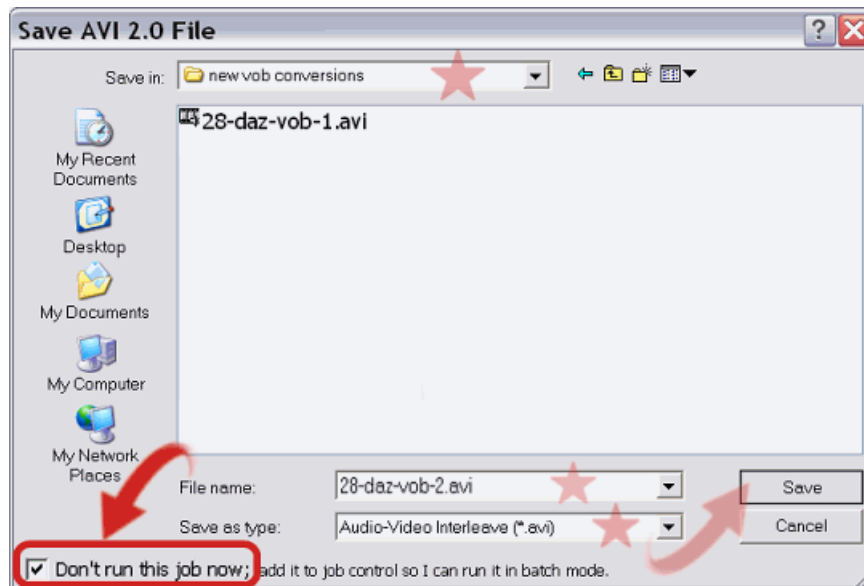 Save AVI 2.0 File
Save in: new vob conversions
28-daz-vob-1.avi
My Recent
Documents
Desktop
My Documents
My Computer
My Network
Places
File name: 28-daz-vob-2.avi Save
Save as type: Audio-Video Interleave (*.avi) Cancel
Don't run this job now; add it to job control so I can run it in batch mode.